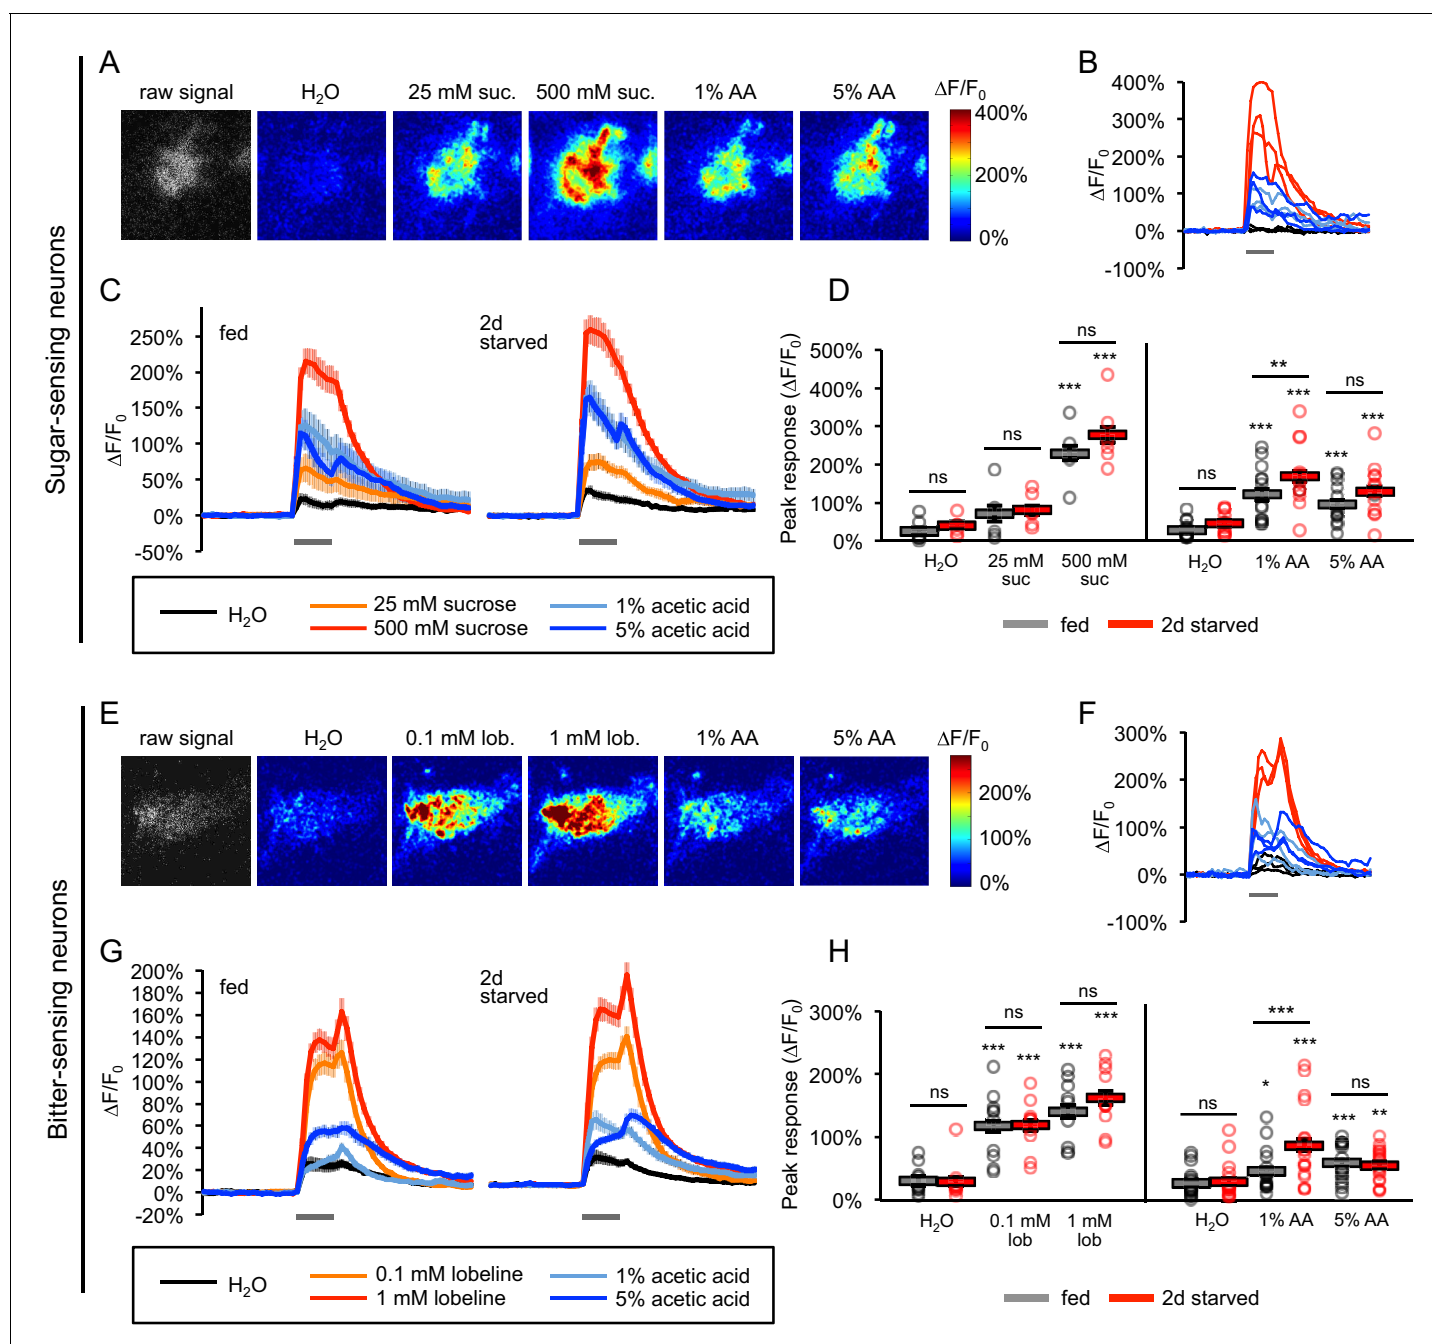 Sugar-sensing neurons
A
raw signal
H2O
25 mM suc.
500 mM suc.
1% AA
5% AA
ΔF/F0
400%
200%
0%
B
400%
300%
200%
100%
0%
-100%
ΔF/F0
C
fed
2d
starved
250%
200%
150%
100%
50%
0%
-50%
ΔF/F0
H2O
25 mM sucrose
500 mM sucrose
1% acetic acid
5% acetic acid
D
Peak response (ΔF/F0)
500%
400%
300%
200%
100%
0%
ns
ns
ns
***
***
ns
**
***
***
ns
***
***
H2O
25 mM
suc
500 mM
suc
H2O
1% AA
5% AA
fed
2d starved
Bitter-sensing neurons
E
raw signal
H2O
0.1 mM lob.
1 mM lob.
1% AA
5% AA
ΔF/F0
200%
100%
0%
F
300%
200%
100%
0%
-100%
ΔF/F0
G
fed
2d
starved
200%
180%
160%
140%
120%
100%
80%
60%
40%
20%
0%
-20%
ΔF/F0
H2O
0.1 mM lobeline
1 mM lobeline
1% acetic acid
5% acetic acid
H
Peak response (ΔF/F0)
300%
200%
100%
0%
ns
ns
***
***
ns
***
***
ns
***
*
***
ns
***
**
H2O
0.1 mM
lob
1 mM
lob
H2O
1% AA
5% AA
fed
2d starved